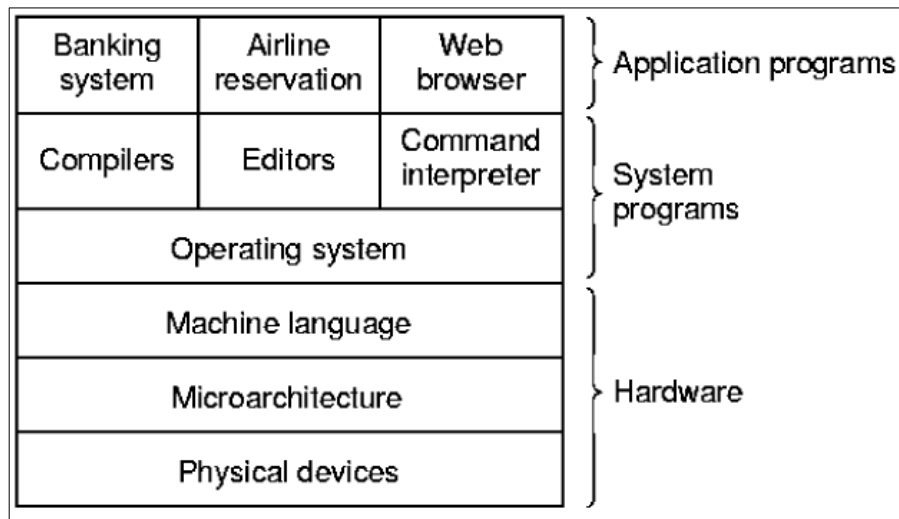 Banking
system
Airline
reservation
Web
browser
Application programs
Compilers
Editors
Command
interpreter
System
programs
Operating system
Machine language
Microarchitecture
Hardware
Physical devices